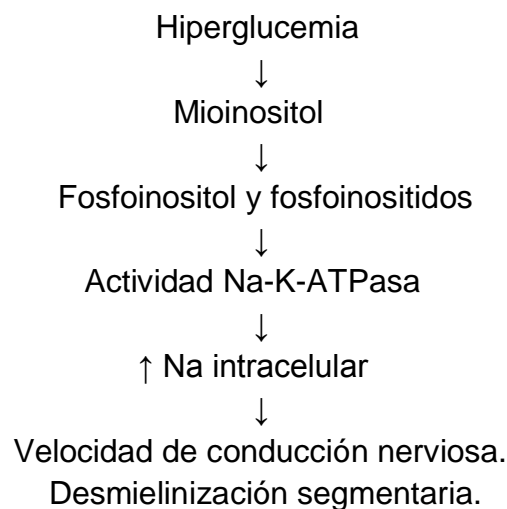 Hiperglucemia
↓
Mioinositol
↓
Fosfoinositol y fosfoinositidos
↓
Actividad Na-K-ATPasa
↓
↑ Na intracelular
↓
Velocidad de conducción nerviosa.
Desmielinización segmentaria.